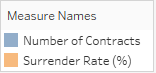 Measure Names
Number of Contracts
Surrender Rate (%)